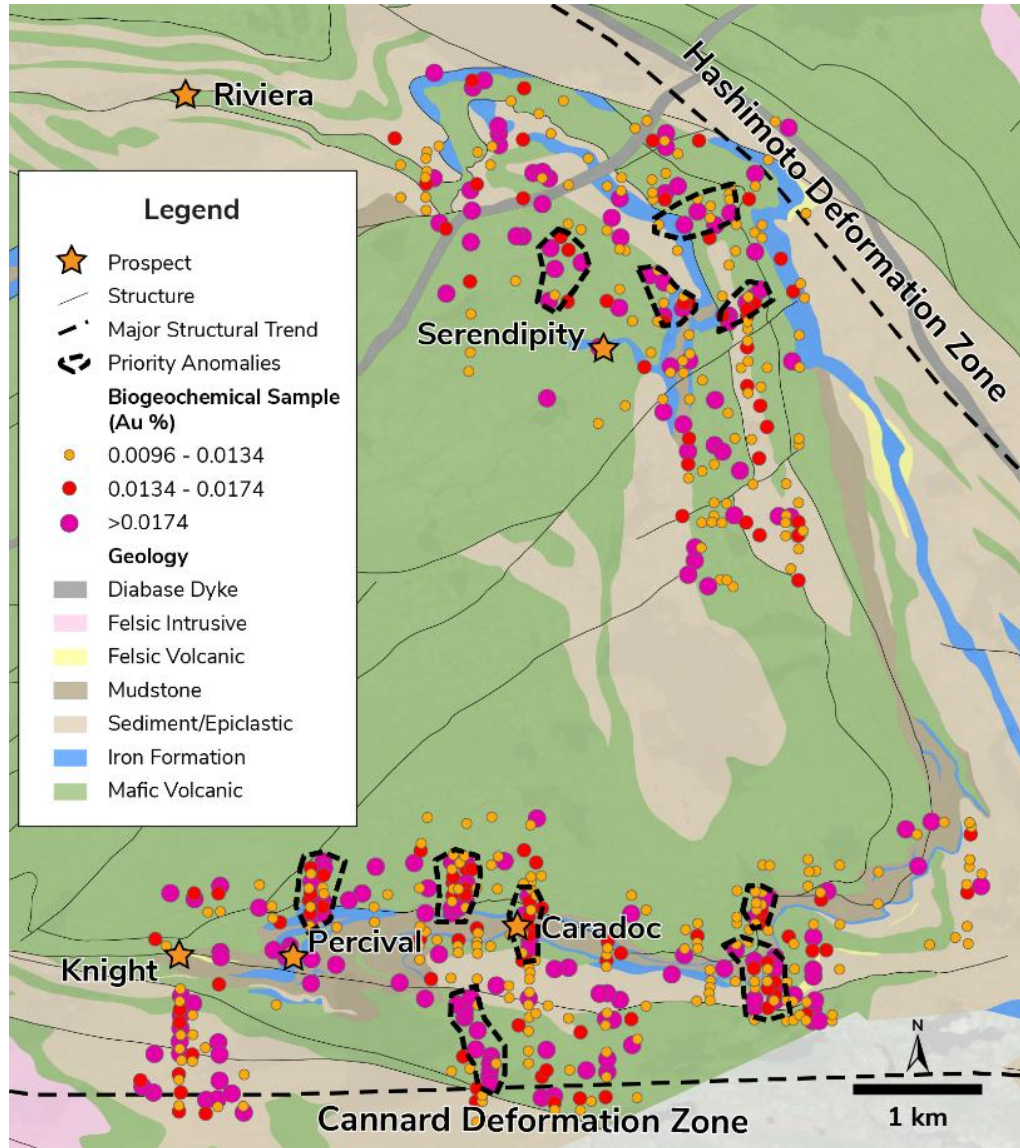 Hashimoto Deformation Zone
Riviera
Legend
Prospect
Structure
Major Structural Trend
Priority Anomalies
Biogeochemical Sample
(Au %)
0.0096 - 0.0134
0.0134 - 0.0174
>0.0174
Geology
Diabase Dyke
Felsic Intrusive
Felsic Volcanic
Mudstone
Sediment/Epiclastic
Iron Formation
Mafic Volcanic
Serendipity
Caradoc
Percival
Knight
N
1 km
Cannard Deformation Zone